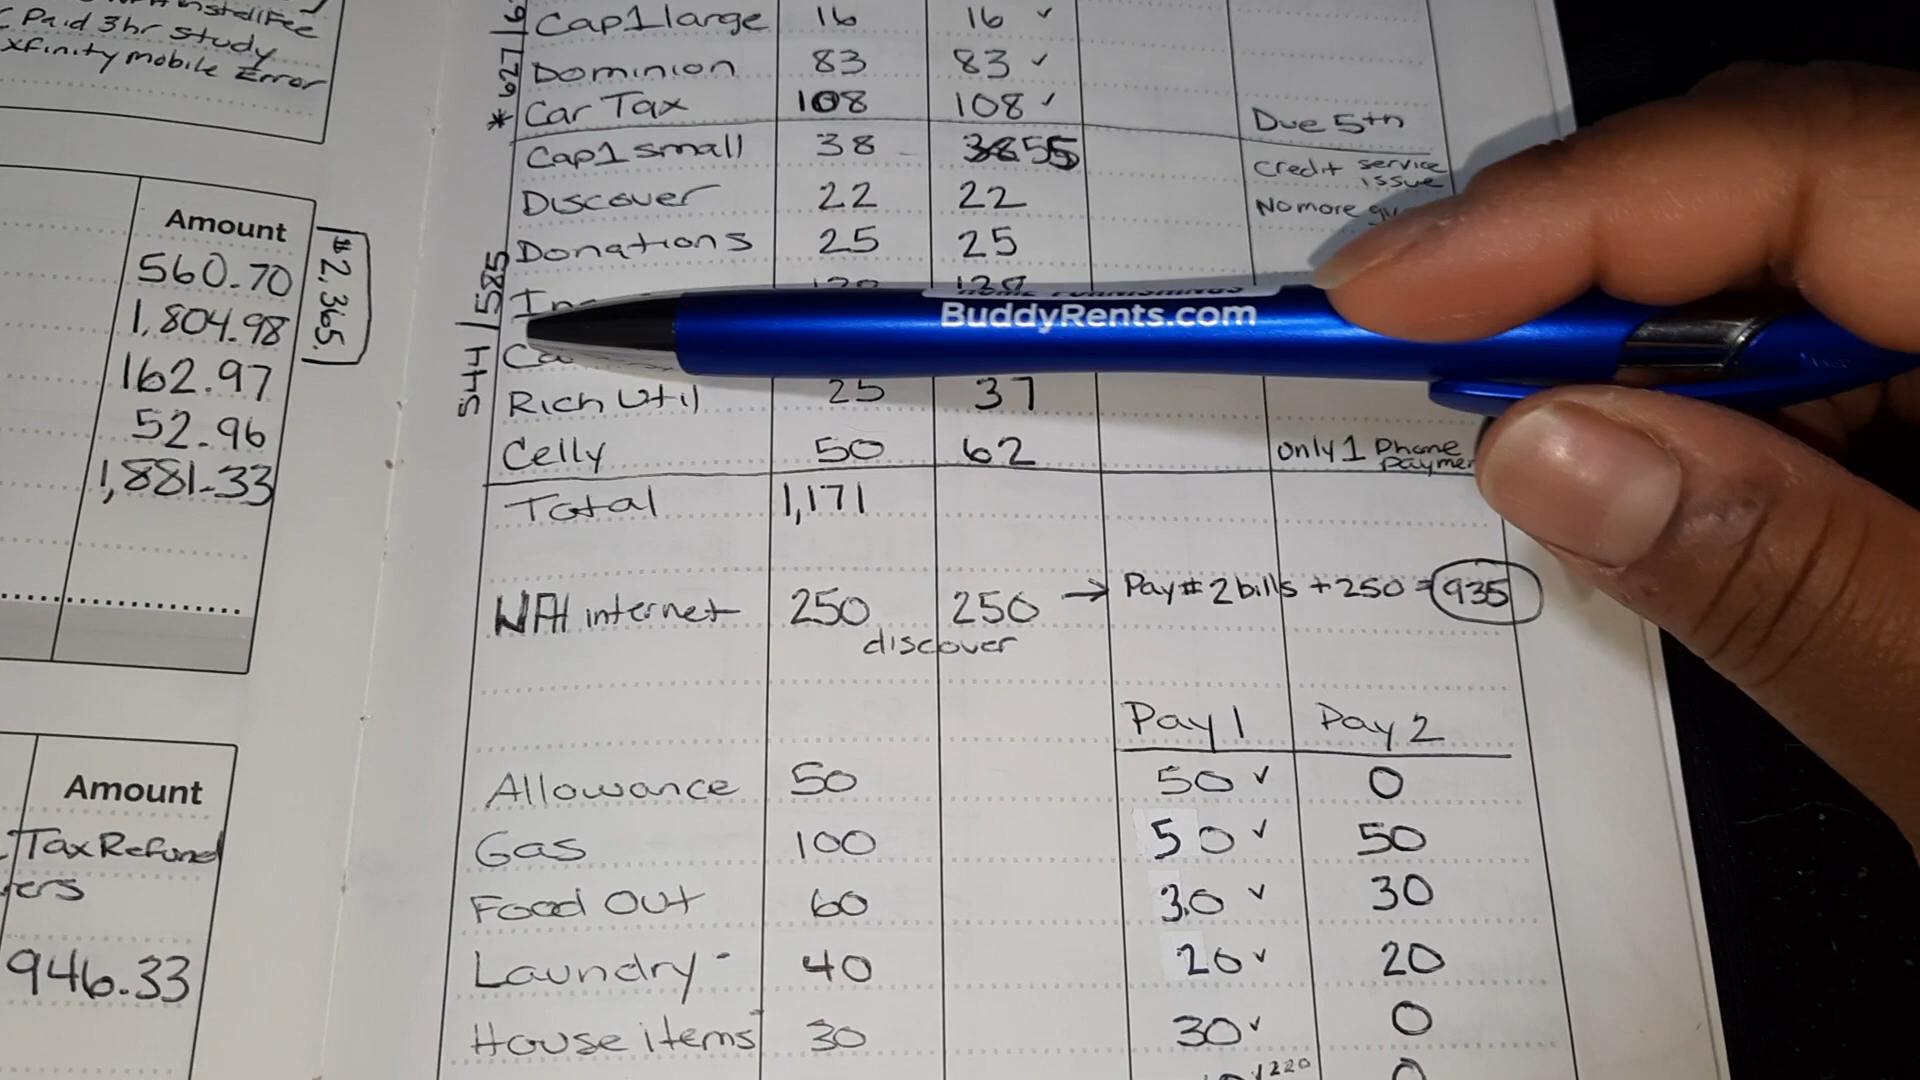 Paid 3hr study
xfinity mobile Error
Amount
560.70
1,804.98
162.97
52.96
1,881.33
$2,365.
Amount
Tax Refund
946.33
*627
544 | 585
Cap1 large 16 16 ✓
Dominion 83 83 ✓
Car Tax 108 108 ✓ Due 5th
Cap1 small 38 38 55 Credit service issue
Discover 22 22 No more
Donations 25 25
BuddyRents.com
Rich Util 25 37
Celly 50 62 only 1 Phone
Total 1,171
NFH internet 250 250 → Pay #2 bills + 250 = 935
discover
Pay 1 Pay 2
Allowance 50 50 ✓ 0
Gas 100 50 ✓ 50
Food Out 60 30 ✓ 30
Laundry 40 20 ✓ 20
House items 30 30 ✓ 0